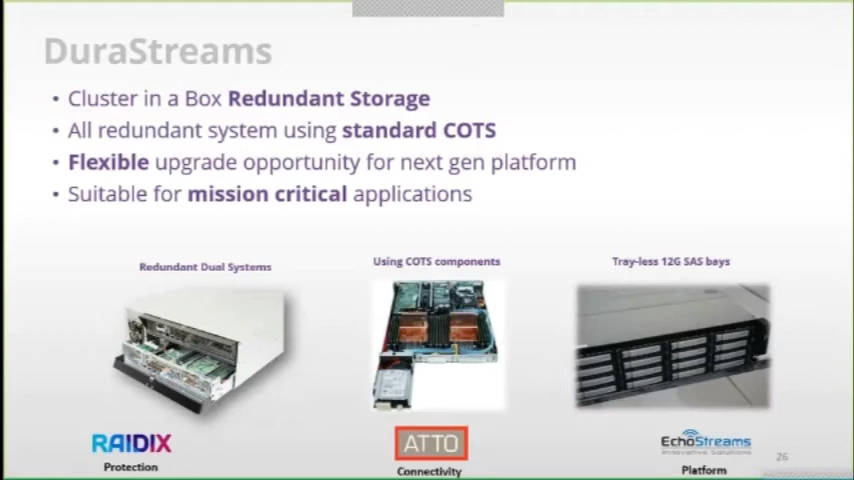 DuraStreams
• Cluster in a Box Redundant Storage
• All redundant system using standard COTS
• Flexible upgrade opportunity for next gen platform
• Suitable for mission critical applications
Redundant Dual Systems
Using COTS components
Tray-less 12G SAS bays
RAIDIX
Protection
ATTO
Connectivity
EchoStreams
Innovative Solutions
Platform
26